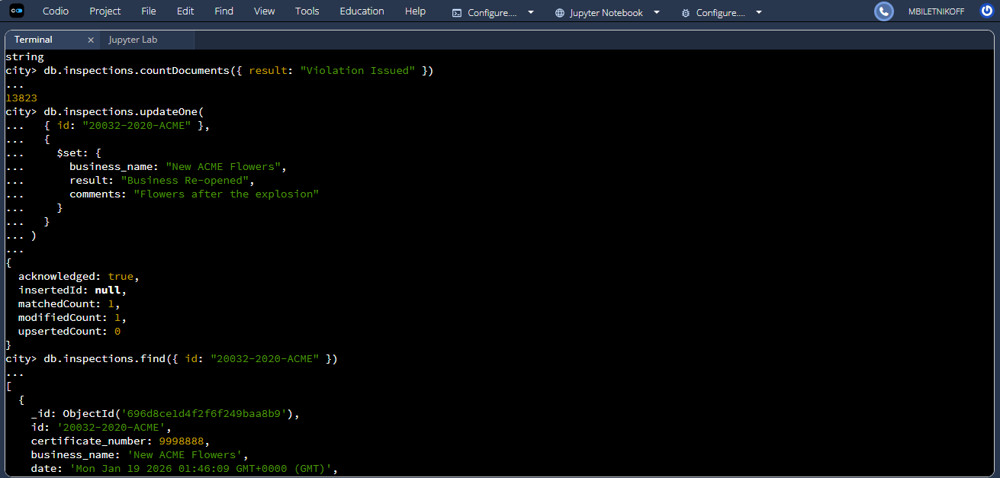 Codio Project File Edit Find View Tools Education Help Configure.... Jupyter Notebook Configure.... MBILETNIKOFF
Terminal × Jupyter Lab
string
city> db.inspections.countDocuments({ result: "Violation Issued" })
...
13823
city> db.inspections.updateOne(
...   { id: "20032-2020-ACME" },
...   {
...     $set: {
...       business_name: "New ACME Flowers",
...       result: "Business Re-opened",
...       comments: "Flowers after the explosion"
...     }
...   }
... )
...
{
  acknowledged: true,
  insertedId: null,
  matchedCount: 1,
  modifiedCount: 1,
  upsertedCount: 0
}
city> db.inspections.find({ id: "20032-2020-ACME" })
...
[
  {
    _id: ObjectId('696d8ce1d4f2f6f249baa8b9'),
    id: '20032-2020-ACME',
    certificate_number: 9998888,
    business_name: 'New ACME Flowers',
    date: 'Mon Jan 19 2026 01:46:09 GMT+0000 (GMT)',